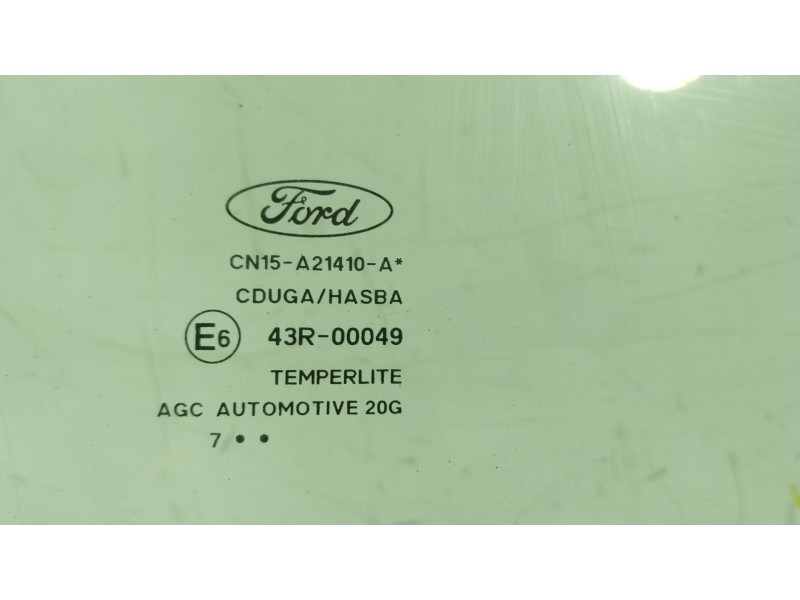 Ford
CN15-A21410-A*
CDUGA/HASBA
E6 43R-00049
TEMPERLITE
AGC AUTOMOTIVE 20G
7 • •